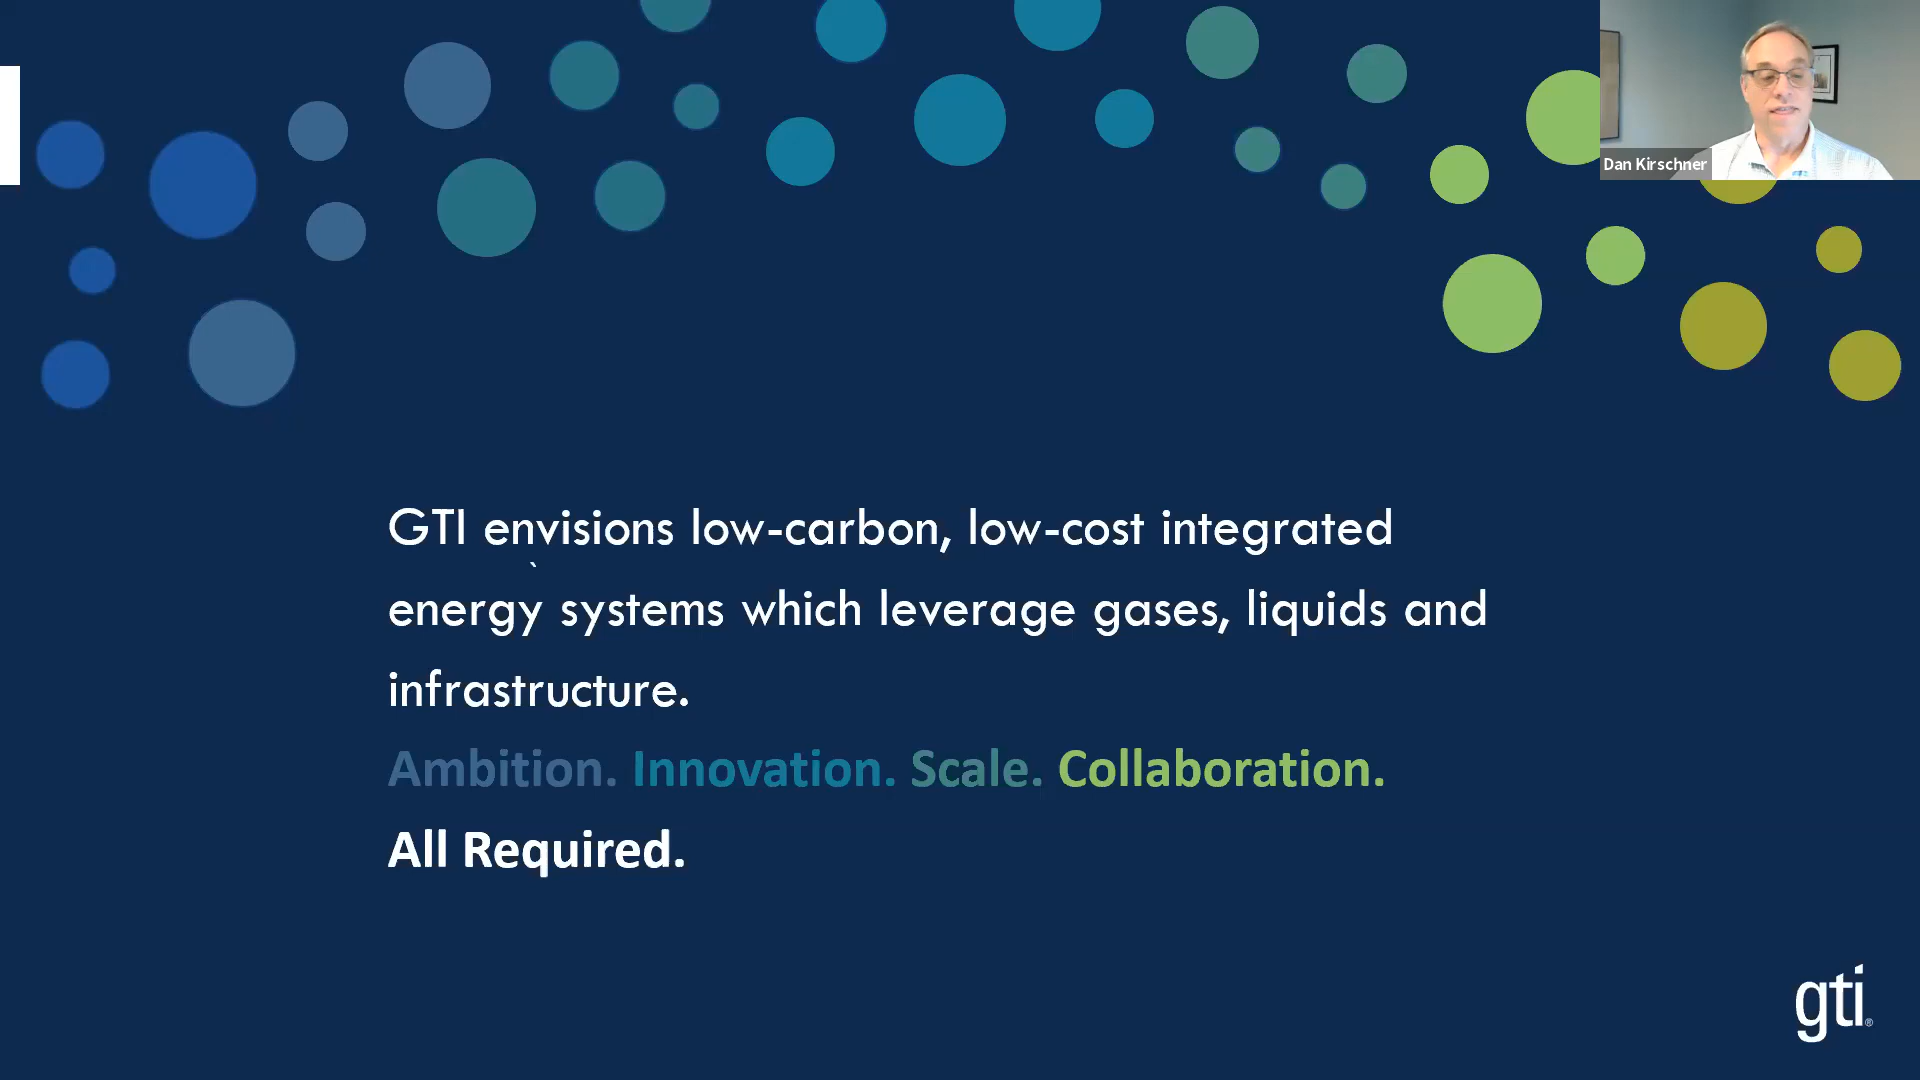 Dan Kirschner
GTI envisions low-carbon, low-cost integrated
energy systems which leverage gases, liquids and
infrastructure.
Ambition. Innovation. Scale. Collaboration.
All Required.
gti®